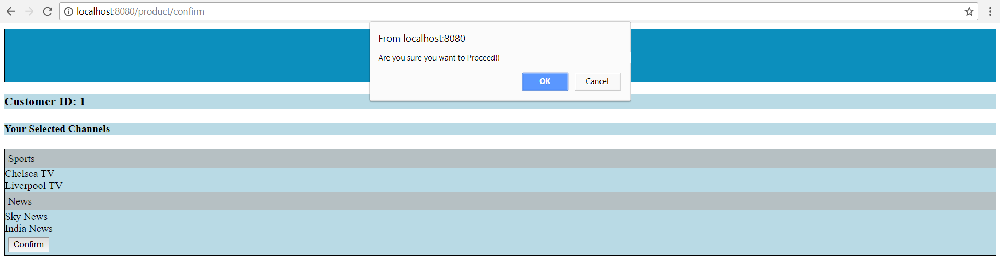 localhost:8080/product/confirm
From localhost:8080
Are you sure you want to Proceed!!
OK
Cancel
Customer ID: 1
Your Selected Channels
Sports
Chelsea TV
Liverpool TV
News
Sky News
India News
Confirm